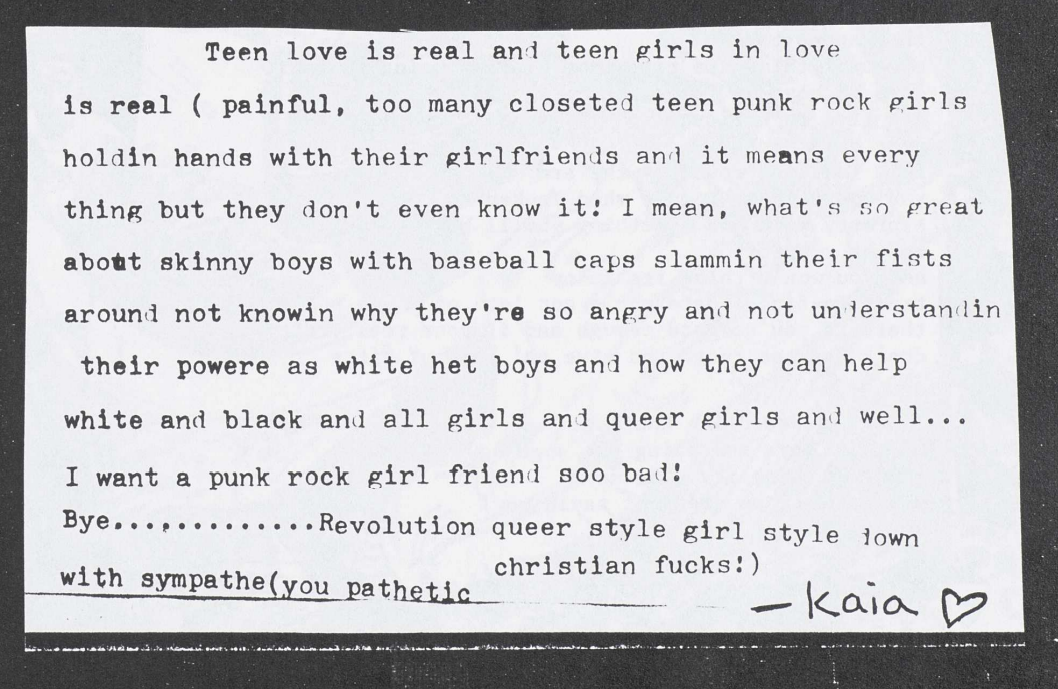 Teen love is real and teen girls in love
is real ( painful, too many closeted teen punk rock girls
holdin hands with their girlfriends and it means every
thing but they don't even know it! I mean, what's so great
about skinny boys with baseball caps slammin their fists
around not knowin why they're so angry and not understandin
their powere as white het boys and how they can help
white and black and all girls and queer girls and well...
I want a punk rock girl friend soo bad!
Bye.............Revolution queer style girl style down
with sympathe(you pathetic christian fucks!)
- Kaia ♡